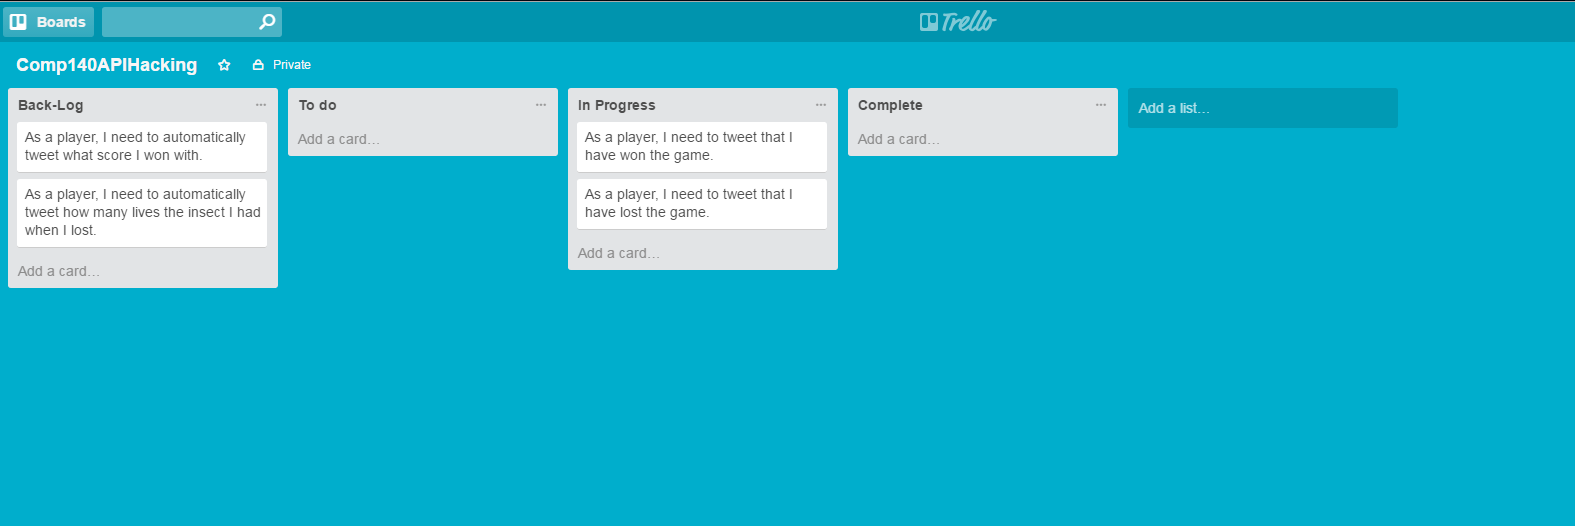 Boards
Trello
Comp140APIHacking
Private
Back-Log
As a player, I need to automatically
tweet what score I won with.
As a player, I need to automatically
tweet how many lives the insect I had
when I lost.
Add a card…
To do
Add a card…
In Progress
As a player, I need to tweet that I
have won the game.
As a player, I need to tweet that I
have lost the game.
Add a card…
Complete
Add a card…
Add a list…